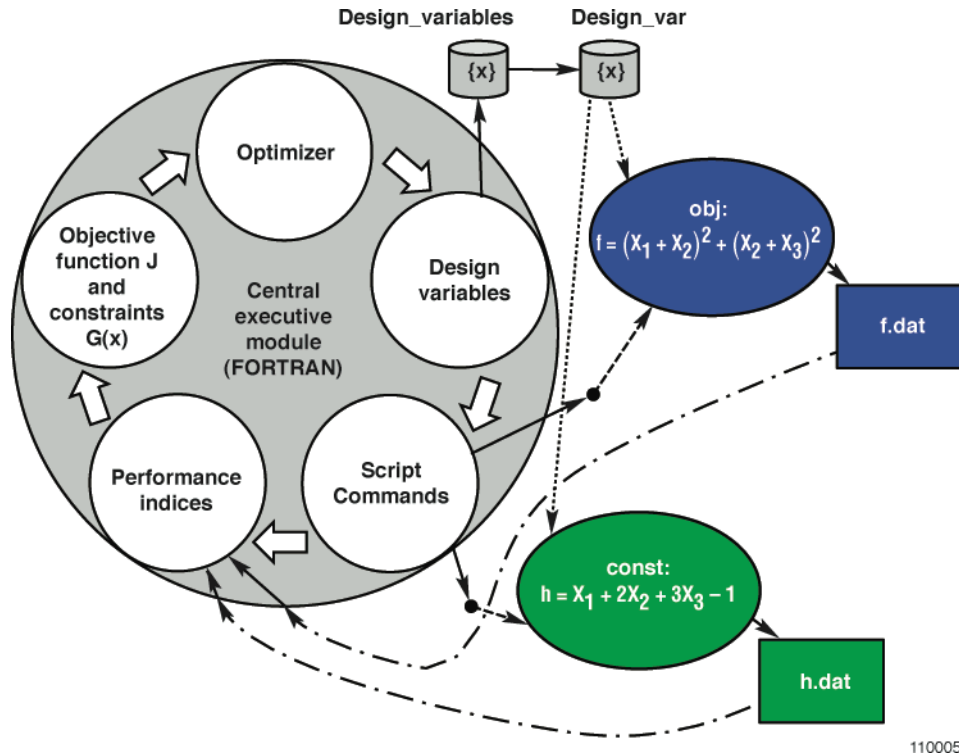 Design_variables
Design_var
{x}
{x}
Optimizer
Objective
function J
and
constraints
G(x)
Design
variables
Central
executive
module
(FORTRAN)
Performance
indices
Script
Commands
obj:
f = (X₁ + X₂)² + (X₂ + X₃)²
f.dat
const:
h = X₁ + 2X₂ + 3X₃ – 1
h.dat
110005